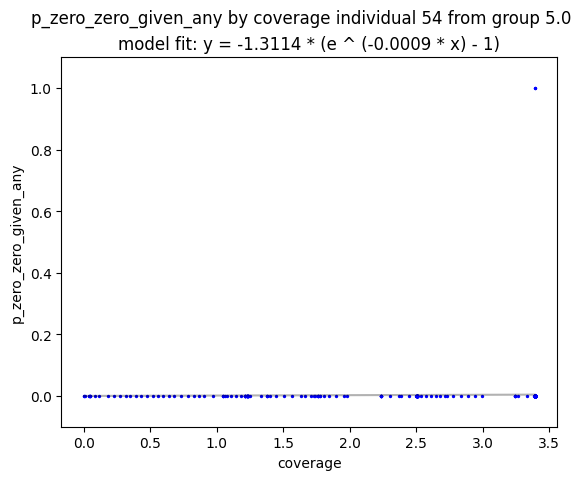 p_zero_zero_given_any by coverage individual 54 from group 5.0
model fit: y = -1.3114 * (e ^ (-0.0009 * x) - 1)
1.0
0.8
0.6
0.4
0.2
0.0
p_zero_zero_given_any
0.0 0.5 1.0 1.5 2.0 2.5 3.0 3.5
coverage